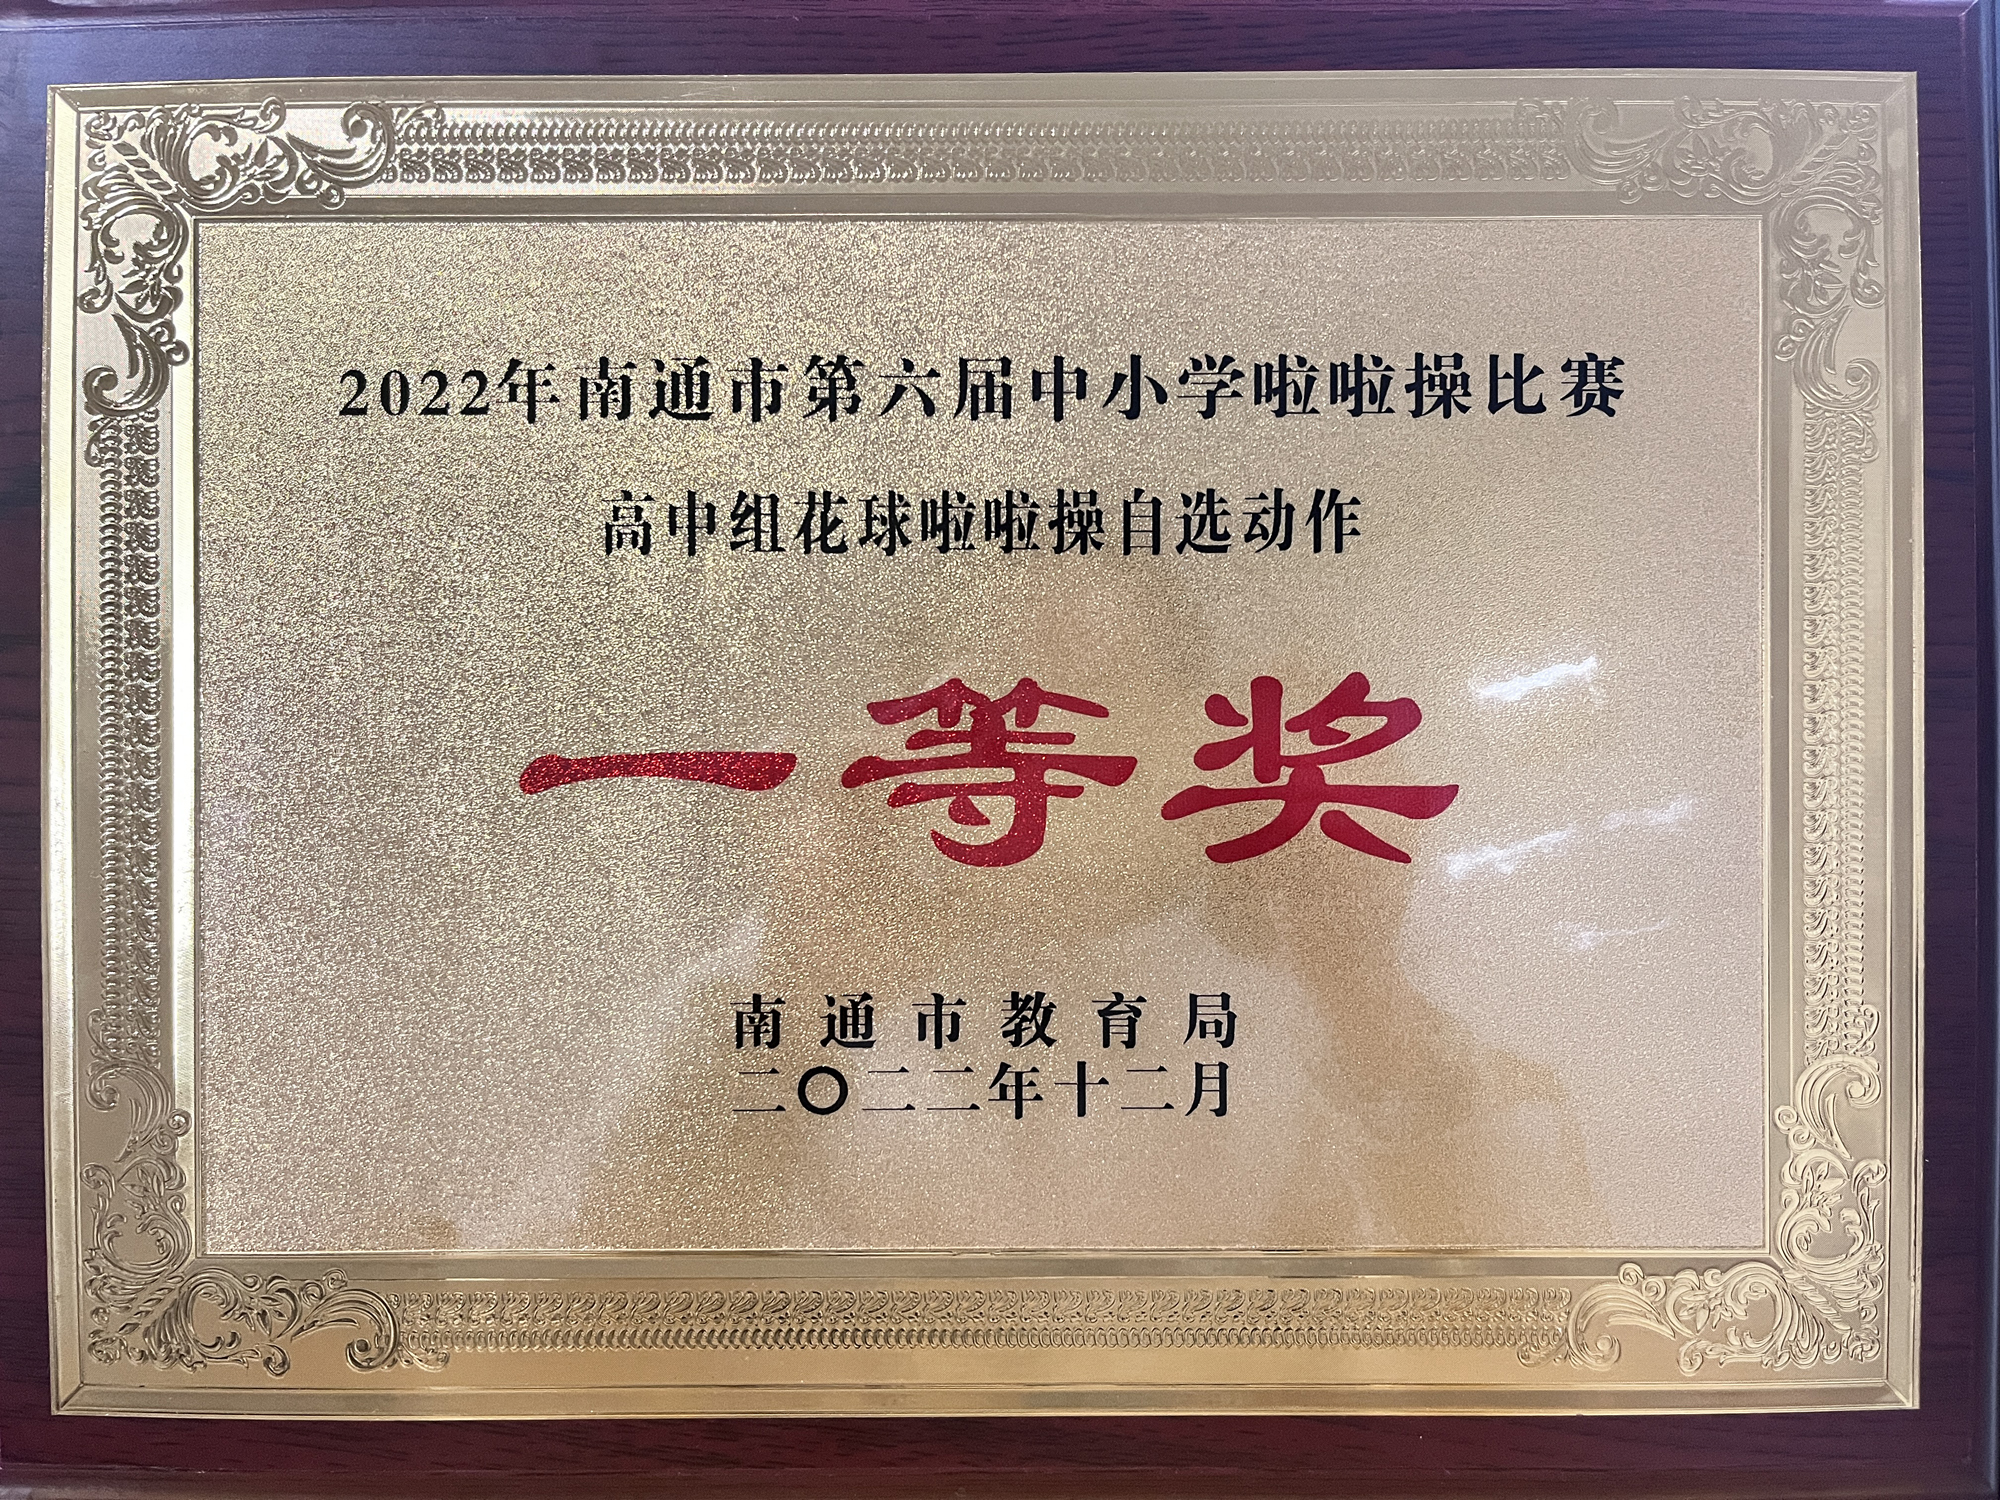 2022年南通市第六届中小学啦啦操比赛
高中组花球啦啦操自选动作
一等奖
南通市教育局
二〇二二年十二月